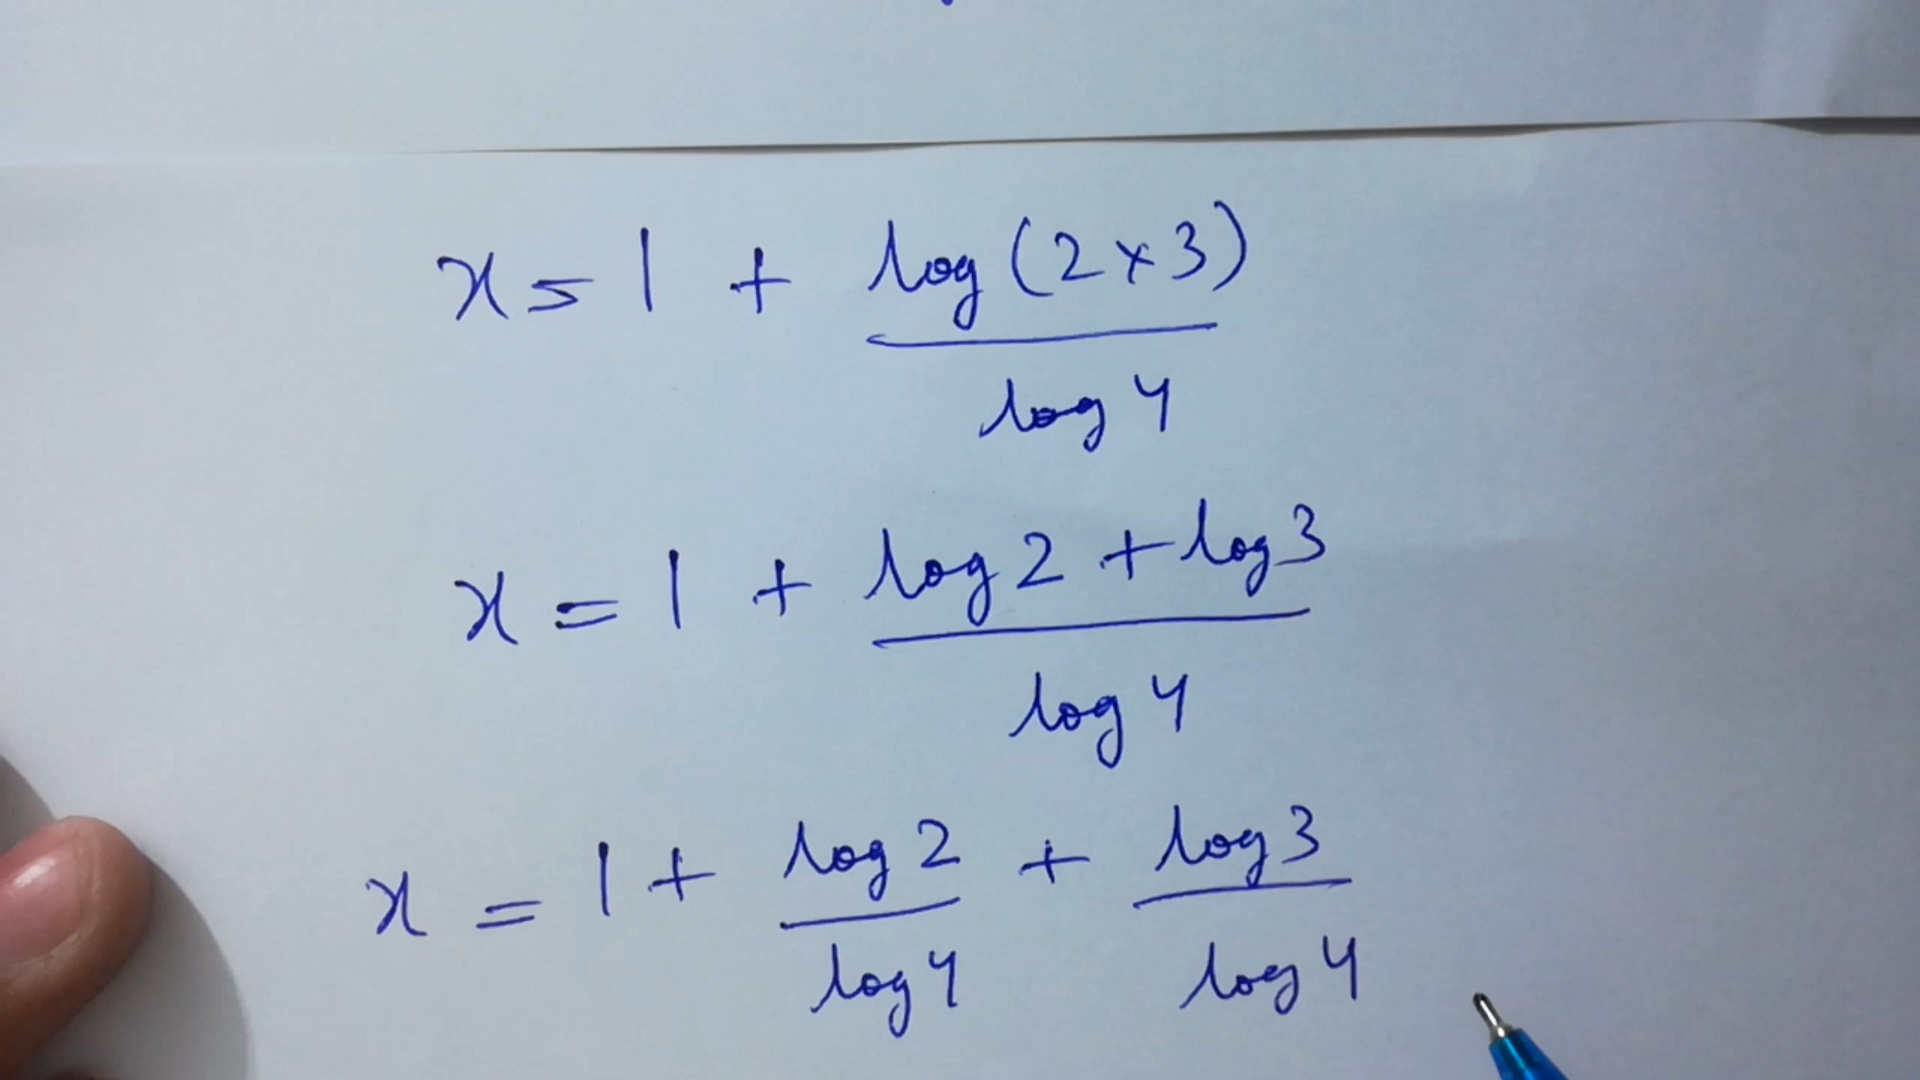 x = 1 + log (2 × 3) / log 4
x = 1 + log 2 + log 3 / log 4
x = 1 + log 2 / log 4 + log 3 / log 4